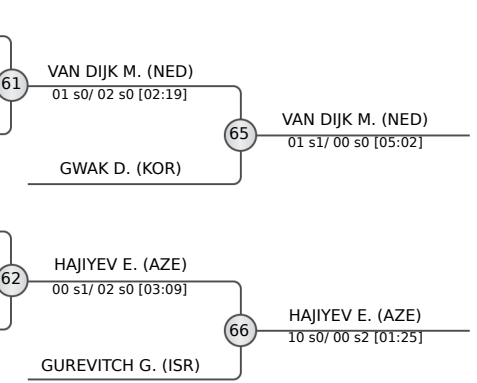 61
VAN DIJK M. (NED)
01 s0/ 02 s0 [02:19]
65
VAN DIJK M. (NED)
01 s1/ 00 s0 [05:02]
GWAK D. (KOR)
62
HAJIYEV E. (AZE)
00 s1/ 02 s0 [03:09]
66
HAJIYEV E. (AZE)
10 s0/ 00 s2 [01:25]
GUREVITCH G. (ISR)